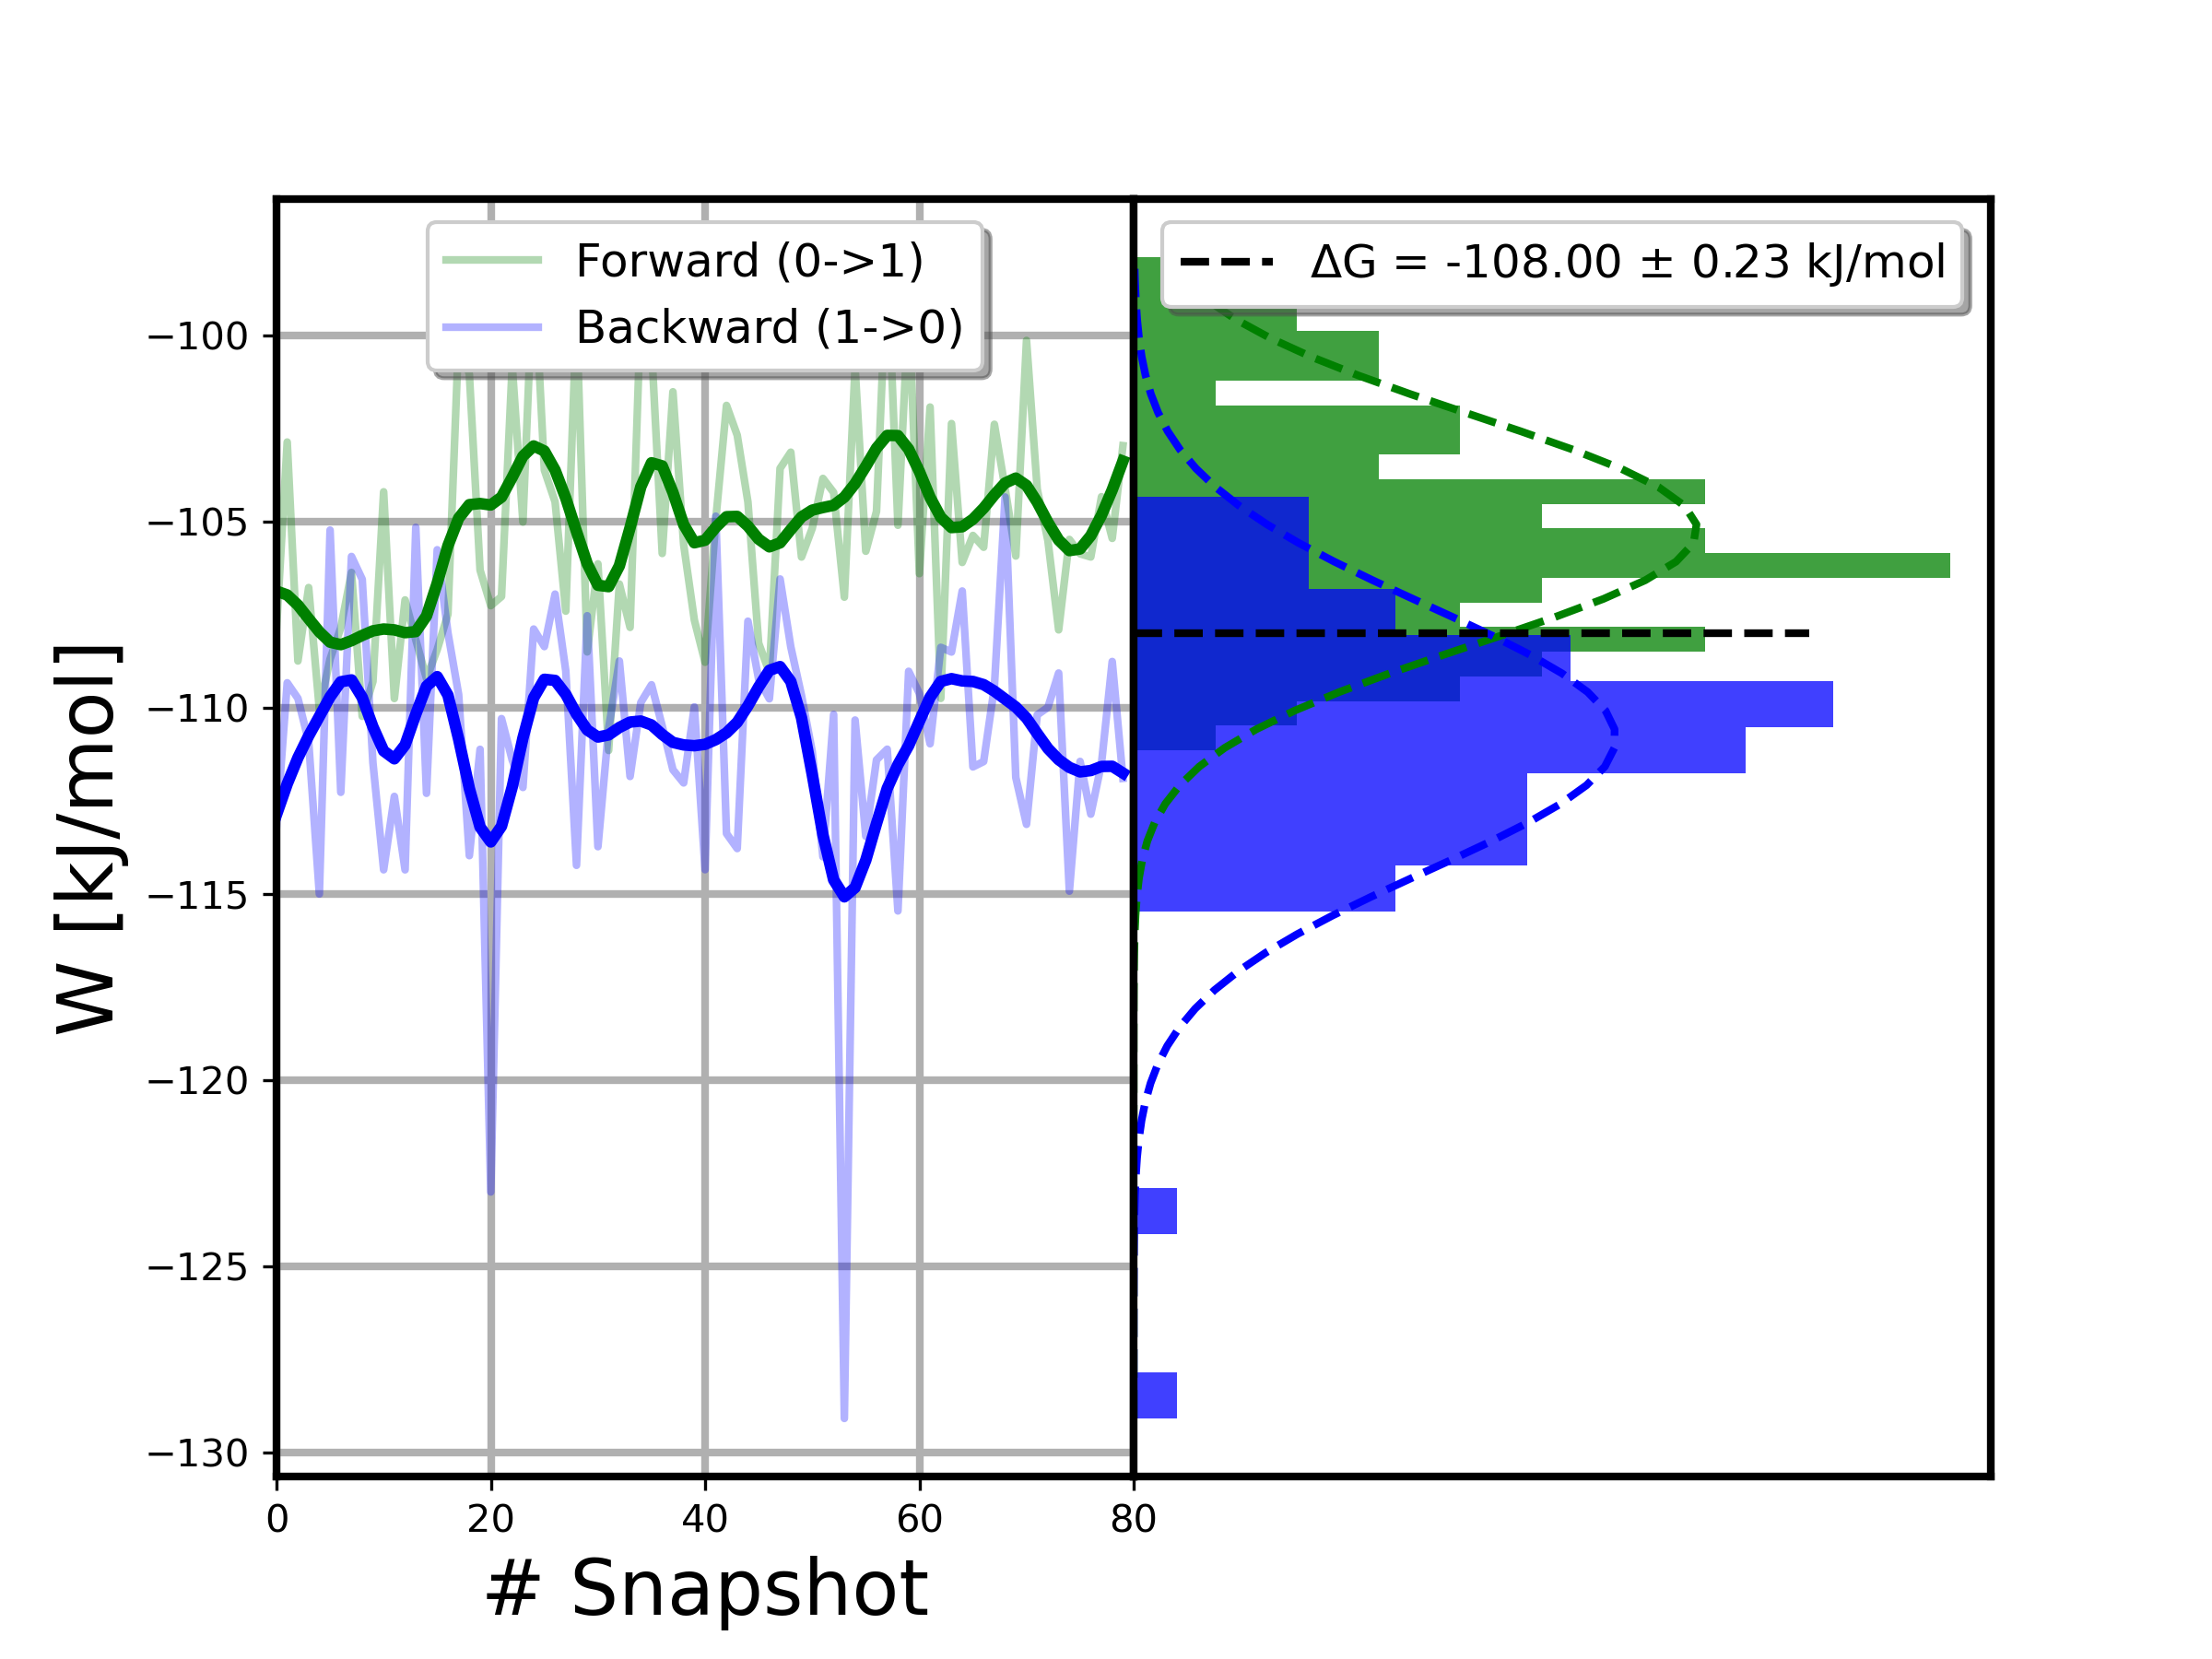 Forward (0->1)
Backward (1->0)
ΔG = -108.00 ± 0.23 kJ/mol
−100
−105
−110
−115
−120
−125
−130
W [kJ/mol]
0 20 40 60 80
# Snapshot